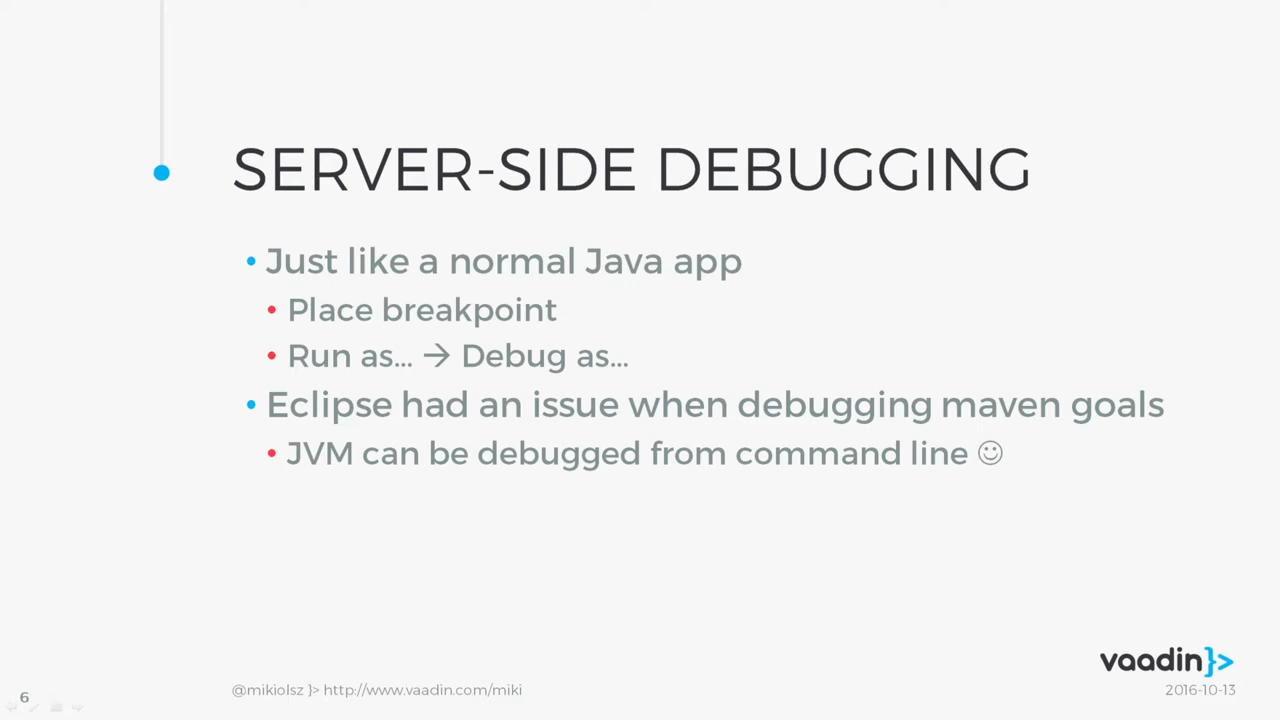 SERVER-SIDE DEBUGGING
• Just like a normal Java app
• Place breakpoint
• Run as... → Debug as...
• Eclipse had an issue when debugging maven goals
• JVM can be debugged from command line ☺
vaadin}>
6
@mikiolsz }> http://www.vaadin.com/miki
2016-10-13